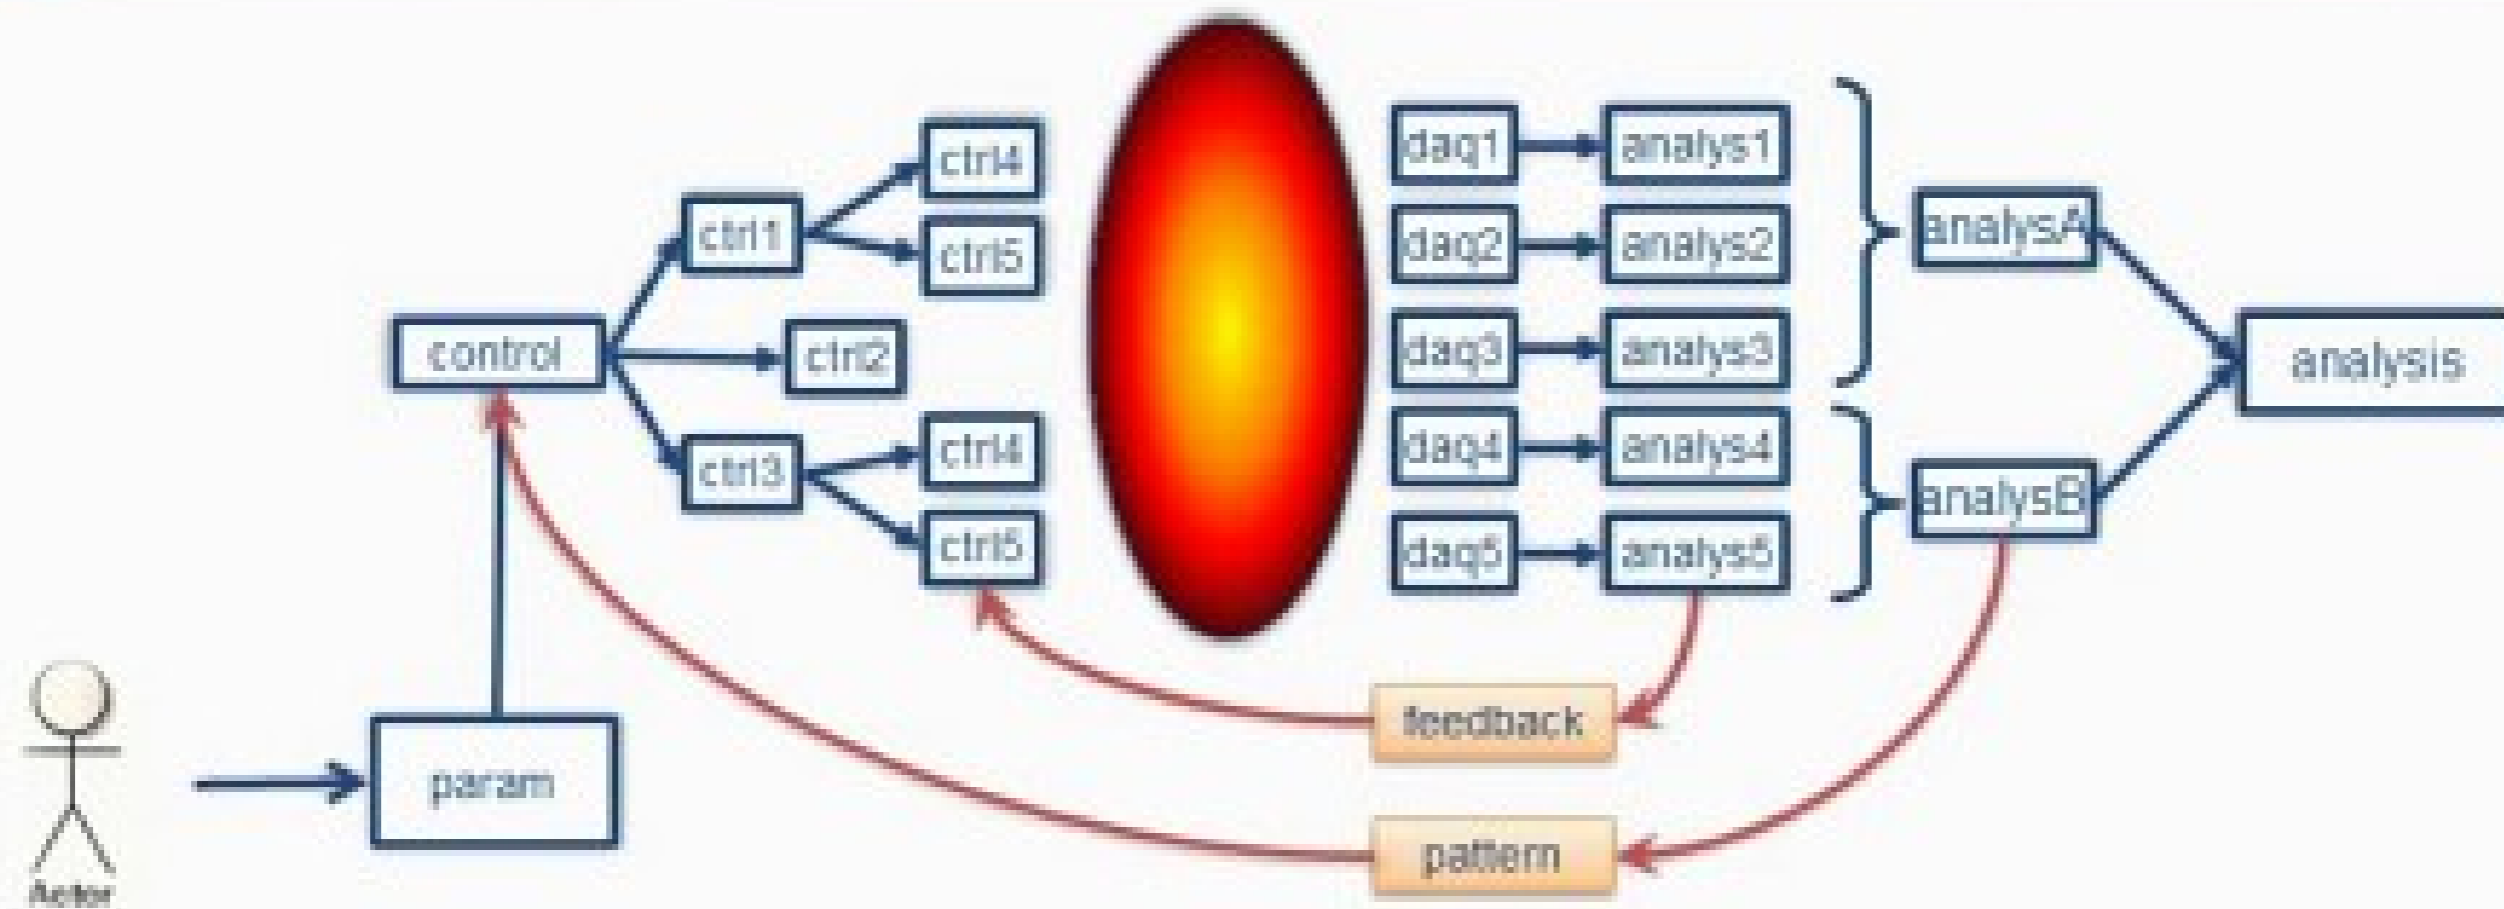 ctrl4
daq1
analys1
ctrl1
analysA
ctrl5
daq2
analys2
control
ctrl2
daq3
analys3
analysis
ctrl4
daq4
analys4
ctrl3
analysB
ctrl5
daq5
analys5
feedback
param
pattern
Actor